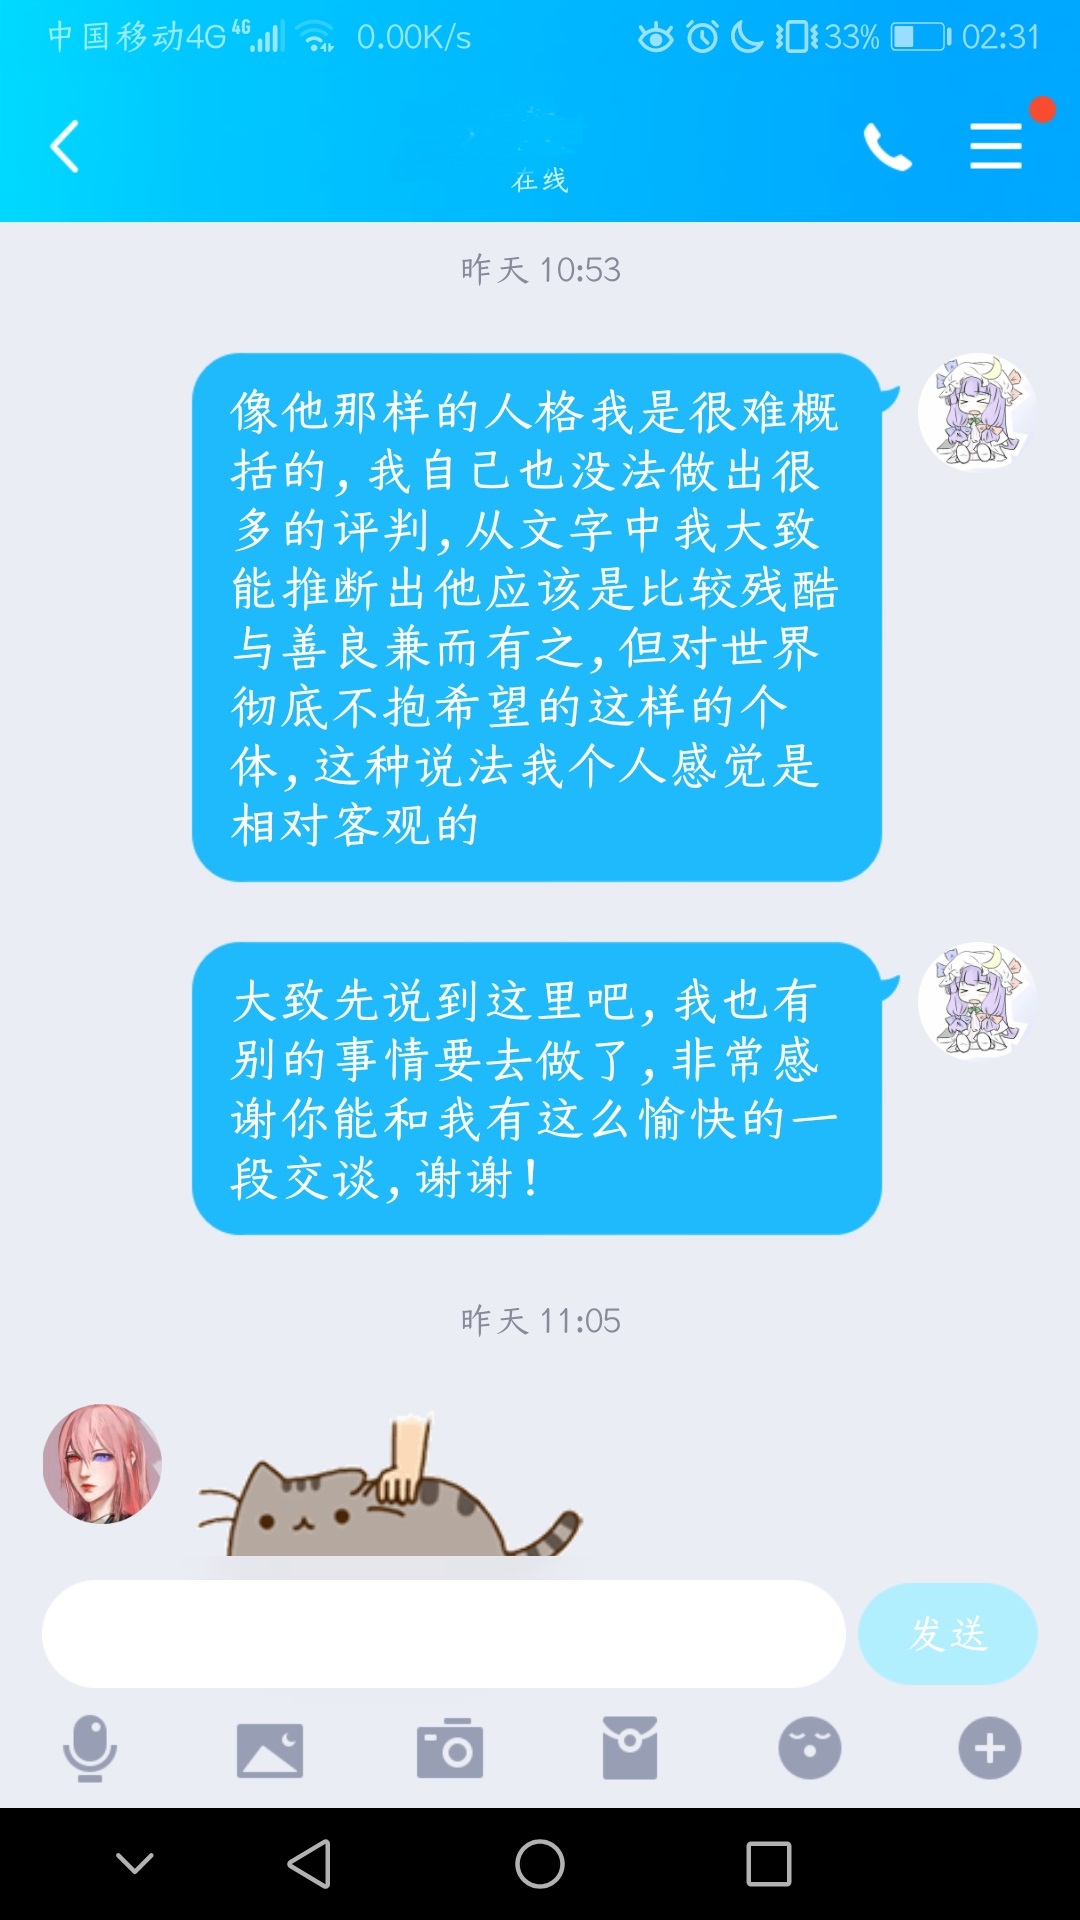 中国移动4G 4G 0.00K/s 33% 02:31
在线
昨天 10:53
像他那样的人格我是很难概
括的,我自己也没法做出很
多的评判,从文字中我大致
能推断出他应该是比较残酷
与善良兼而有之,但对世界
彻底不抱希望的这样的个
体,这种说法我个人感觉是
相对客观的
大致先说到这里吧,我也有
别的事情要去做了,非常感
谢你能和我有这么愉快的一
段交谈,谢谢!
昨天 11:05
发送